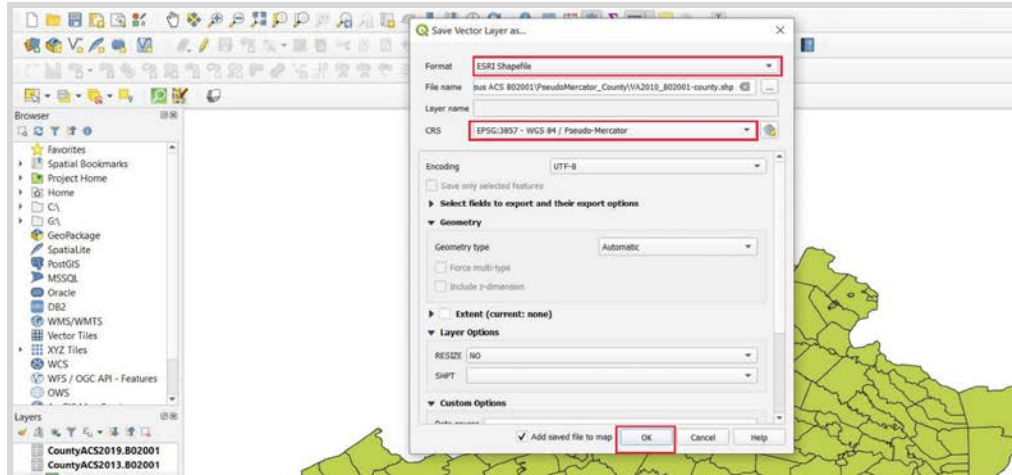 Save Vector Layer as...
Format
ESRI Shapefile
File name
sus ACS B02001\PseudoMercator_County\VA2010_B02001-county.shp
...
Layer name
CRS
EPSG:3857 - WGS 84 / Pseudo-Mercator
Encoding
UTF-8
Save only selected features
Select fields to export and their export options
Geometry
Geometry type
Automatic
Force multi-type
Include z-dimension
Extent (current: none)
Layer Options
RESIZE
NO
SHPT
Custom Options
Add saved file to map
OK
Cancel
Help
Browser
Favorites
Spatial Bookmarks
Project Home
Home
C:\
G:\
GeoPackage
SpatiaLite
PostGIS
MSSQL
Oracle
DB2
WMS/WMTS
Vector Tiles
XYZ Tiles
WCS
WFS / OGC API - Features
OWS
Layers
CountyACS2019.B02001
CountyACS2013.B02001